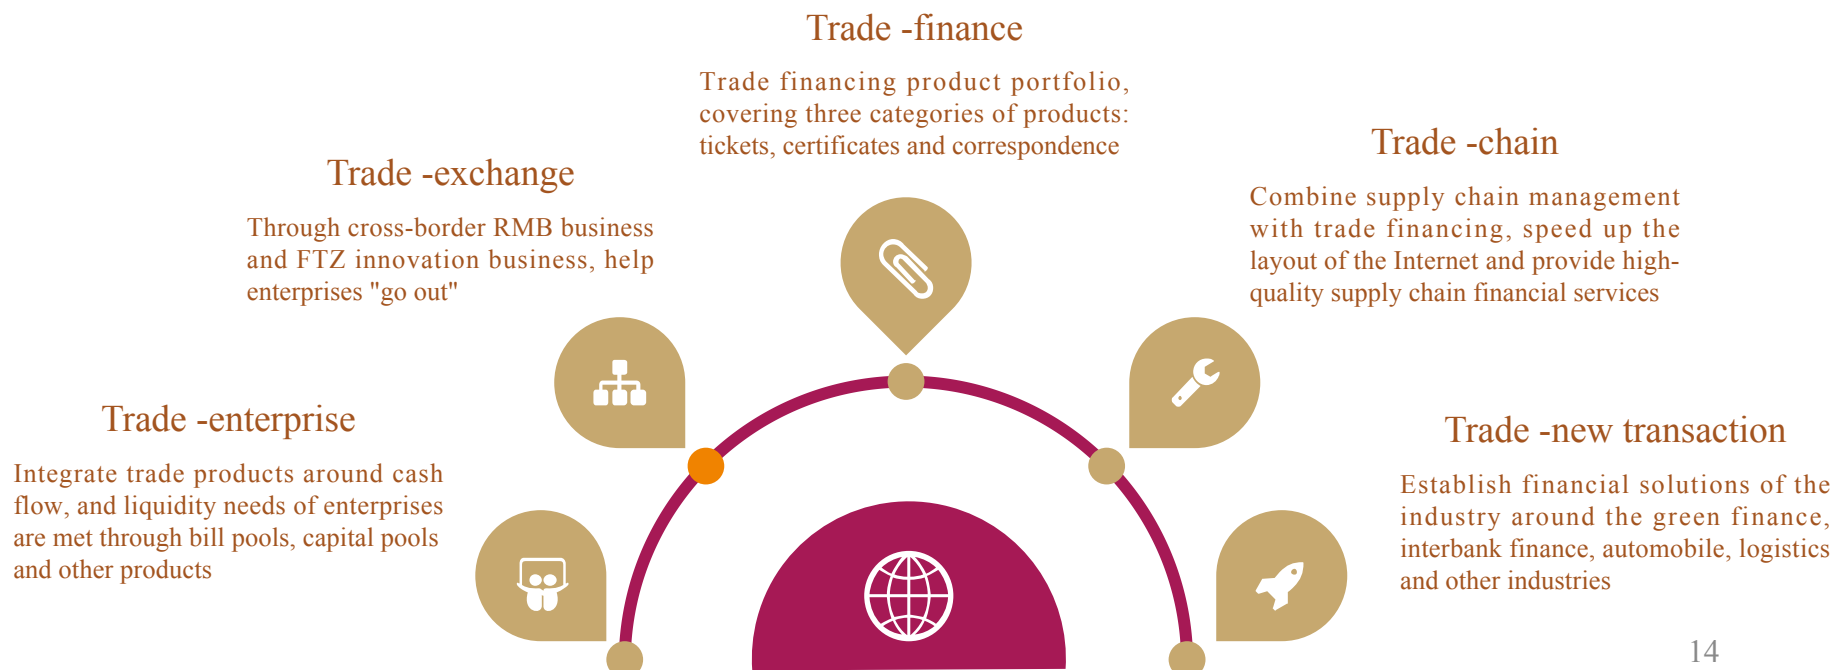 Trade -finance
Trade financing product portfolio,
covering three categories of products:
tickets, certificates and correspondence
Trade -exchange
Through cross-border RMB business
and FTZ innovation business, help
enterprises "go out"
Trade -chain
Combine supply chain management
with trade financing, speed up the
layout of the Internet and provide high-
quality supply chain financial services
Trade -enterprise
Integrate trade products around cash
flow, and liquidity needs of enterprises
are met through bill pools, capital pools
and other products
Trade -new transaction
Establish financial solutions of the
industry around the green finance,
interbank finance, automobile, logistics
and other industries
14